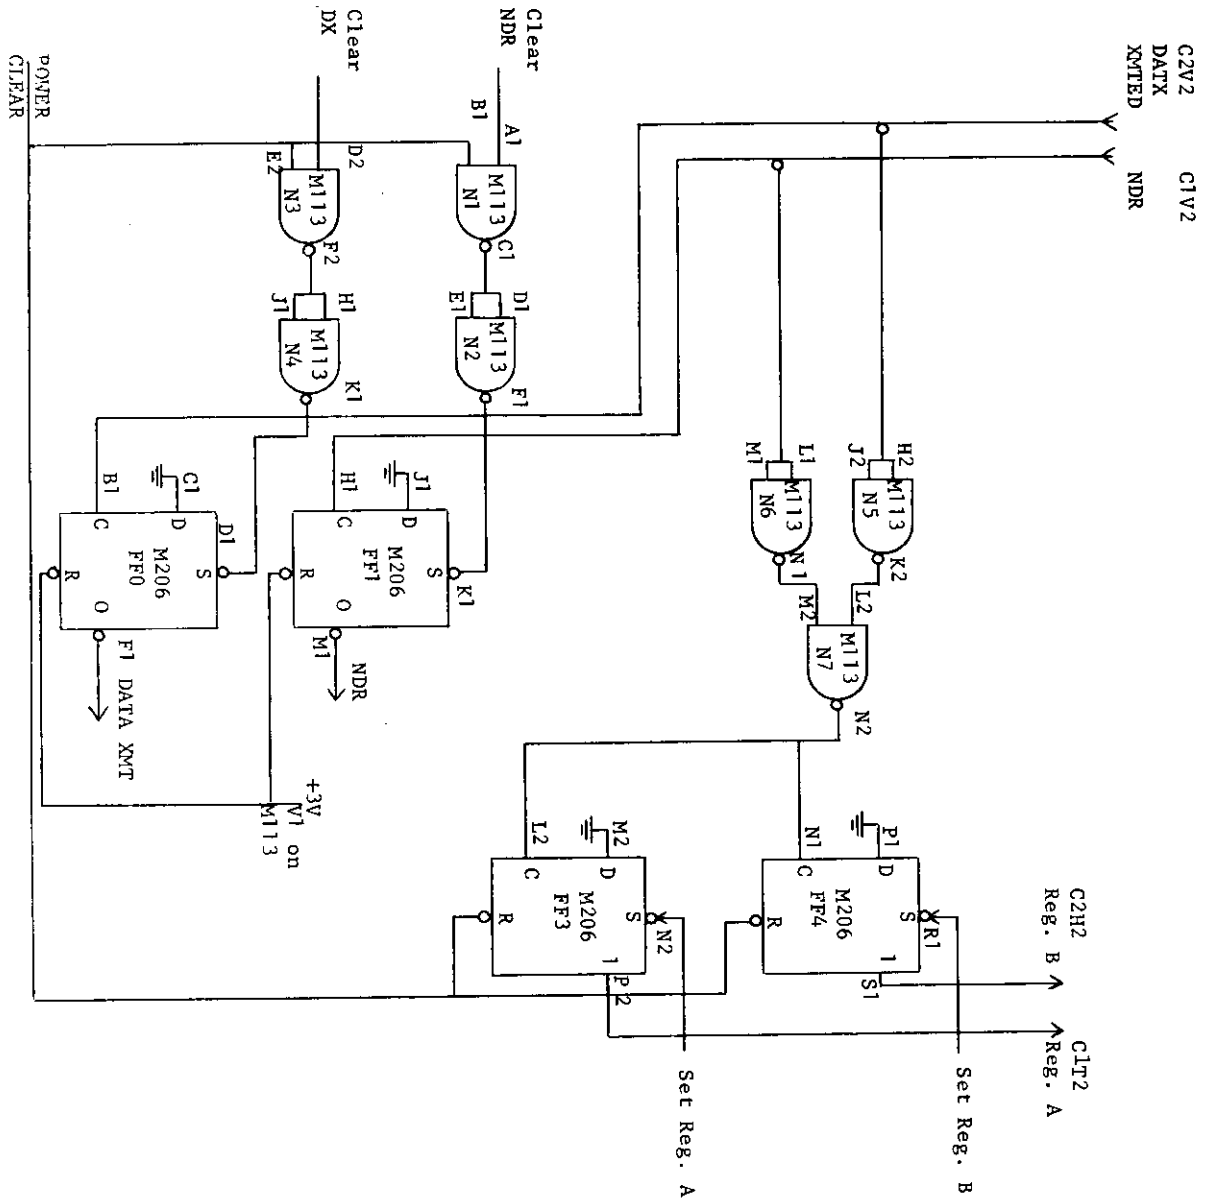 C2V2
DATX
XMTED
C1V2
NDR
Clear
NDR
Clear
DX
POWER
CLEAR
B1
A1
M113
N1
C1
E1
D1
M113
N2
F1
E2
D2
M113
N3
F2
J1
H1
M113
N4
K1
M1
L1
M113
N6
N1
J2
H2
M113
N5
K2
M2
L2
M113
N7
N2
B1
C1
D1
C
D
S
R
O
M206
FF0
F1 DATA XMT
H1
J1
K1
C
D
S
R
O
M206
FF1
M1
NDR
+3V
V1 on
M113
L2
M2
N2
C
D
S
R
1
M206
FF3
P2
N1
P1
R1
C
D
S
R
1
M206
FF4
S1
C2H2
Reg. B
C1T2
Reg. A
Set Reg. A
Set Reg. B